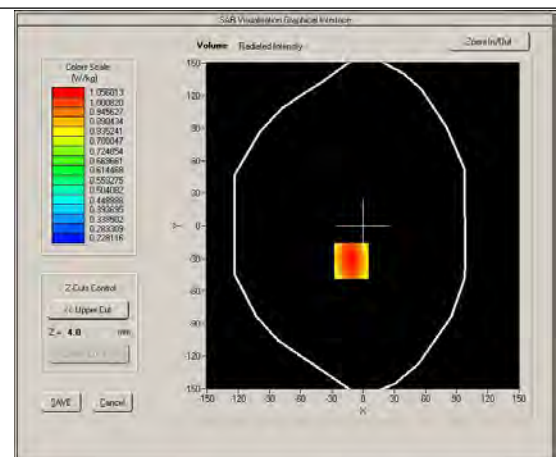 SAR Visualisation Graphical Interface
Volume Radiated Intensity
Zoom In/Out
Colors Scale
(W/kg)
1.056013
1.000820
0.945627
0.890434
0.835241
0.780047
0.724854
0.669661
0.614468
0.559275
0.504082
0.448888
0.393695
0.338502
0.283309
0.228116
Z-Cuts Control
<< Upper Cut
Z = 4.0 mm
SAVE Cancel
150
120
90
60
30
0
-30
-60
-90
-120
-150
Y
-150 -120 -90 -60 -30 0 30 60 90 120 150
X